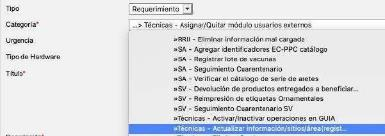 Tipo
Requerimiento
Categoría*
...> Técnicas - Asignar/Quitar módulo usuarios externos
Urgencia
»RRII - Eliminar información mal cargada
»SA - Agregar identificadores EC-PPC catálogo
Tipo de Hardware
»SA - Registrar lote de vacunas
»SA - Seguimiento Cuarentenario
Título*
»SA - Verificar el catálogo de serie de aretes
»SV - Devolución de productos entregados a beneficiar...
»SV - Reimpresión de etiquetas Ornamentales
»SV - Seguimiento Cuarentenario SV
»Técnicas - Activar/Inactivar operaciones en GUIA
»Técnicas - Actualizar información/sitios/área(regist...